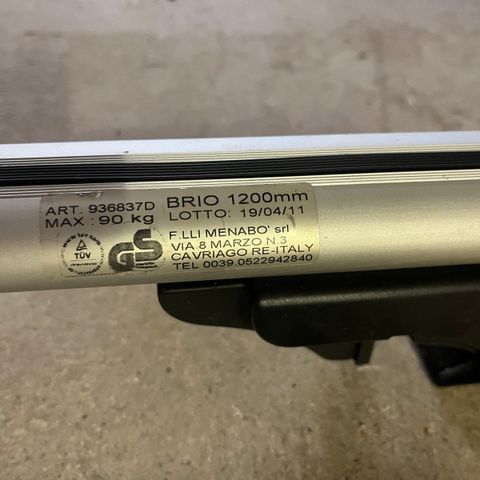 ART. 936837D BRIO 1200mm
MAX : 90 kg LOTTO: 19/04/11
TÜV
GS
F.LLI MENABO' srl
VIA 8 MARZO N.3
CAVRIAGO RE-ITALY
TEL 0039.0522942840